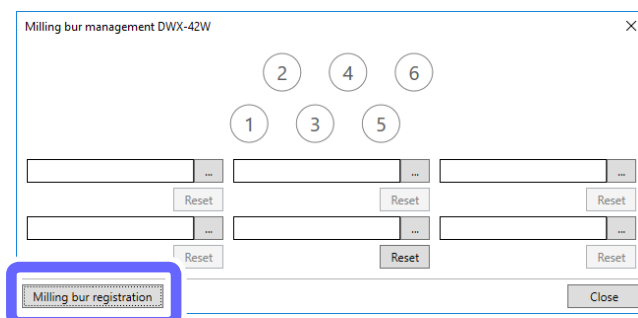 Milling bur management DWX-42W
2 4 6
1 3 5
... ... ...
Reset Reset Reset
... ... ...
Reset Reset Reset
Milling bur registration Close